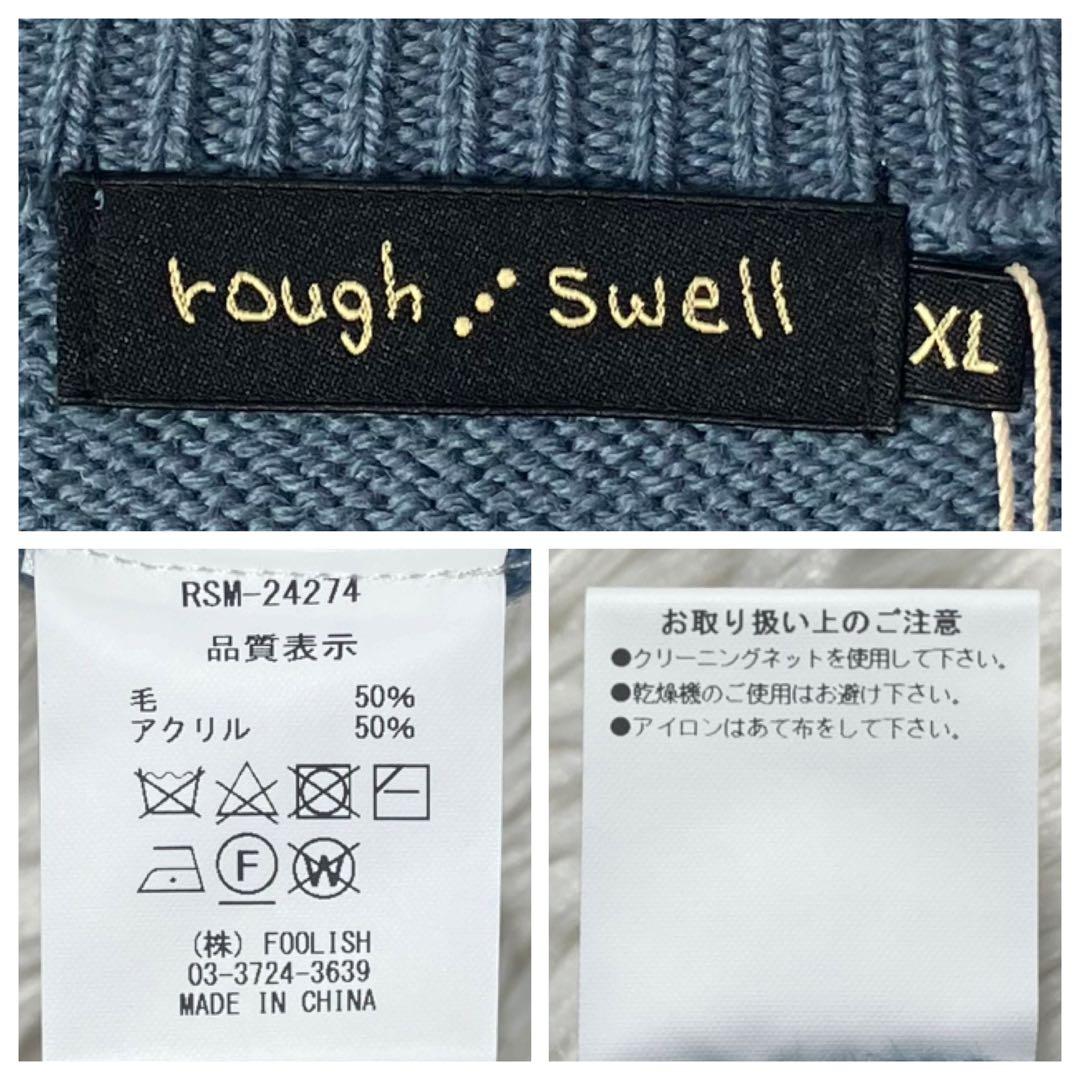 rough swell
XL
RSM-24274
品質表示
毛 50%
アクリル 50%
F W
(株) FOOLISH
03-3724-3639
MADE IN CHINA
お取り扱い上のご注意
●クリーニングネットを使用して下さい。
●乾燥機のご使用はお避け下さい。
●アイロンはあて布をして下さい。